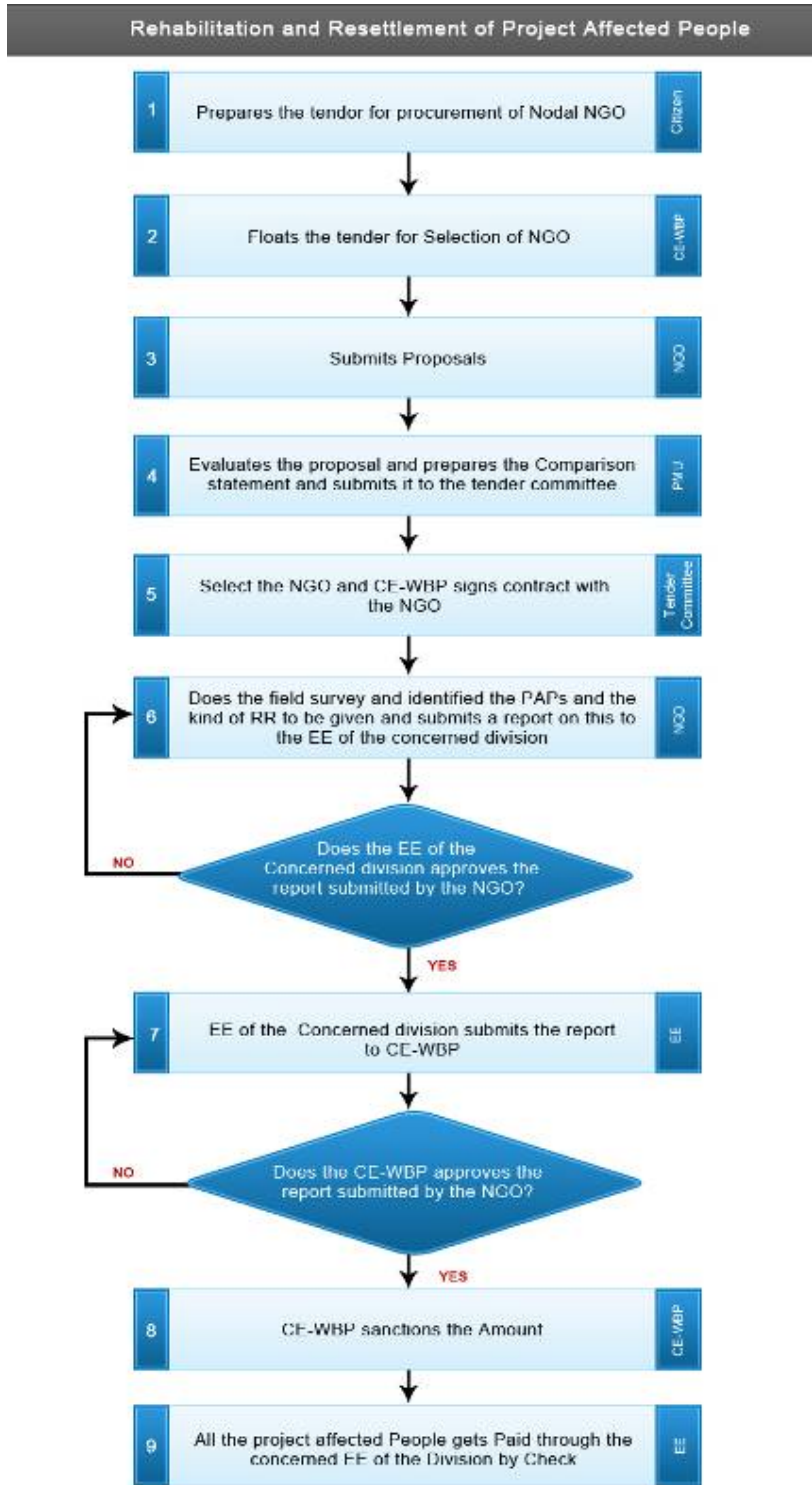 Rehabilitation and Resettlement of Project Affected People
1
Prepares the tendor for procurement of Nodal NGO
Citizen
2
Floats the tender for Selection of NGO
CE-WBP
3
Submits Proposals
NGO
4
Evaluates the proposal and prepares the Comparison
statement and submits it to the tender committee
PMU
5
Select the NGO and CE-WBP signs contract with
the NGO
Tender
Committee
6
Does the field survey and identified the PAPs and the
kind of RR to be given and submits a report on this to
the EE of the concerned division
NGO
Does the EE of the
Concerned division approves the
report submitted by the NGO?
NO
YES
7
EE of the Concerned division submits the report
to CE-WBP
EE
Does the CE-WBP approves the
report submitted by the NGO?
NO
YES
8
CE-WBP sanctions the Amount
CE-WBP
9
All the project affected People gets Paid through the
concerned EE of the Division by Check
EE